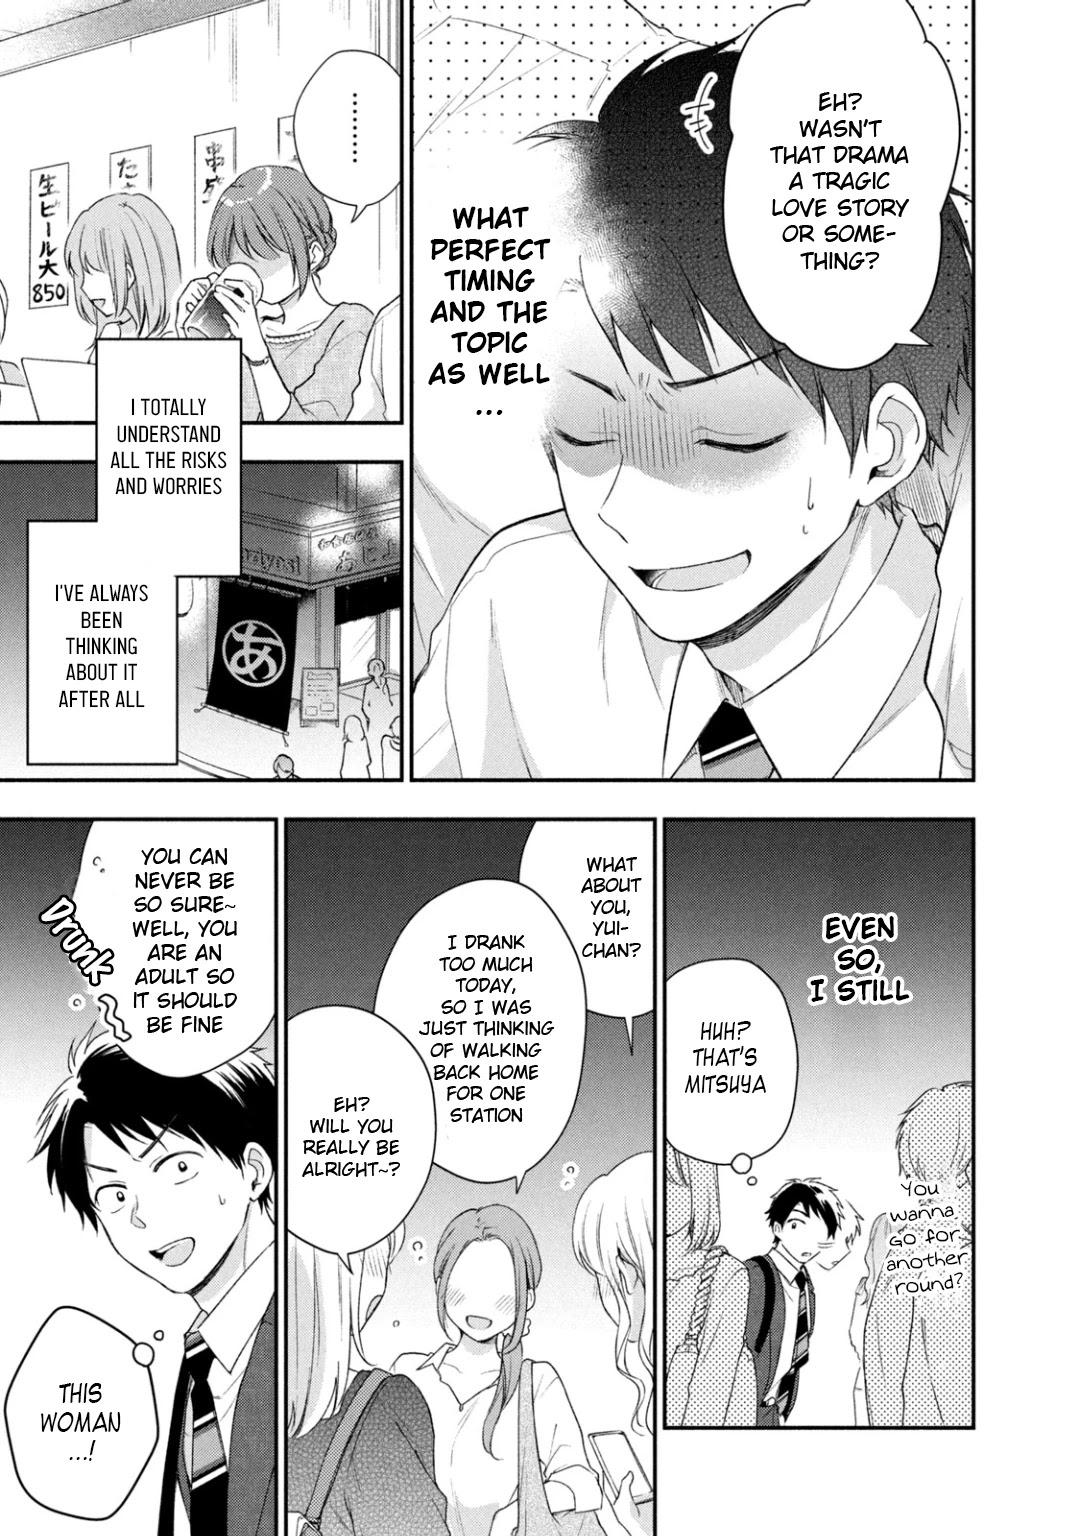 EH?
WASN'T
THAT DRAMA
A TRAGIC
LOVE STORY
OR SOME-
THING?
WHAT
PERFECT
TIMING
AND THE
TOPIC
AS WELL
...
.........
串
た
生ビール大
850
I TOTALLY
UNDERSTAND
ALL THE RISKS
AND WORRIES
あ
I'VE ALWAYS
BEEN
THINKING
ABOUT IT
AFTER ALL
EVEN
SO,
I STILL
HUH?
THAT'S
MITSUYA
You
wanna
go for
another
round?
WHAT
ABOUT
YOU,
YUI-
CHAN?
I DRANK
TOO MUCH
TODAY,
SO I WAS
JUST THINKING
OF WALKING
BACK HOME
FOR ONE
STATION
EH?
WILL YOU
REALLY BE
ALRIGHT~?
YOU CAN
NEVER BE
SO SURE~
WELL, YOU
ARE AN
ADULT SO
IT SHOULD
BE FINE
Drunk~
THIS
WOMAN
...!